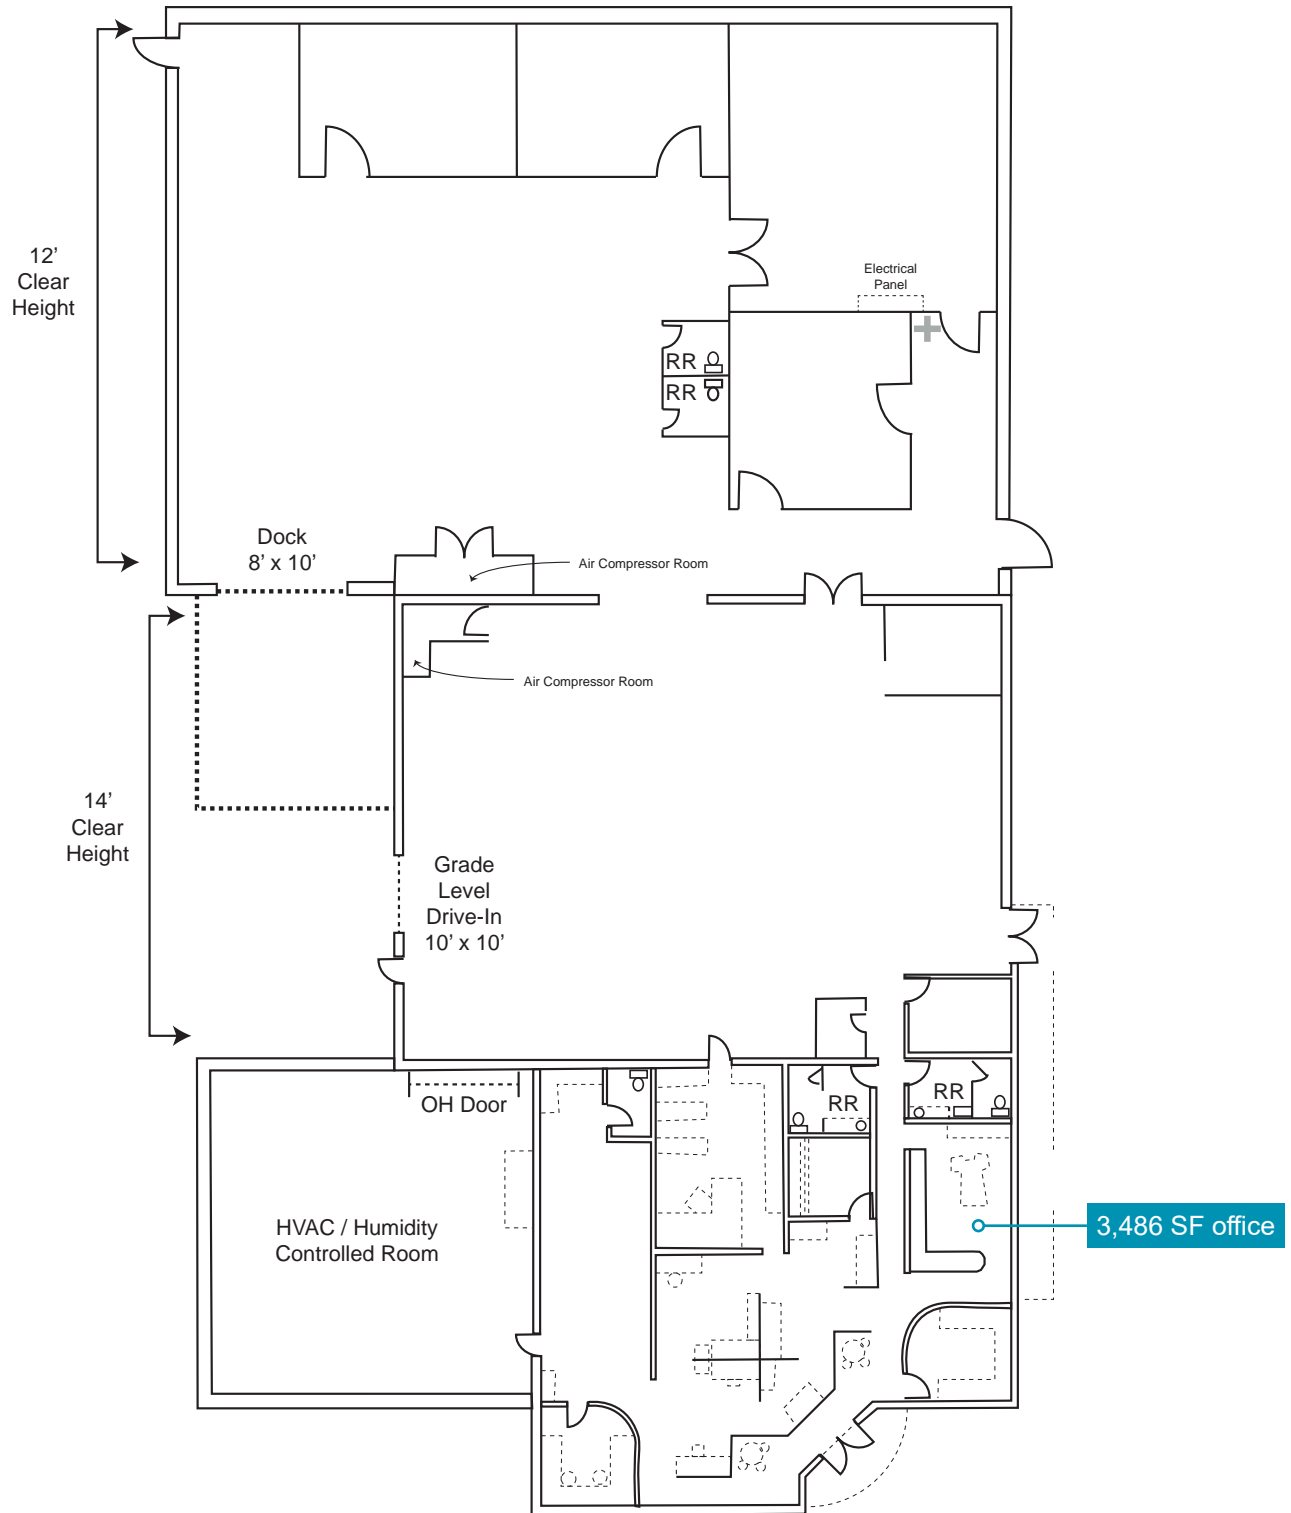 12’
Clear
Height
Electrical
Panel
RR
RR
Dock
8’ x 10’
Air Compressor Room
Air Compressor Room
14’
Clear
Height
Grade
Level
Drive-In
10’ x 10’
OH Door
RR
RR
HVAC / Humidity
Controlled Room
3,486 SF office